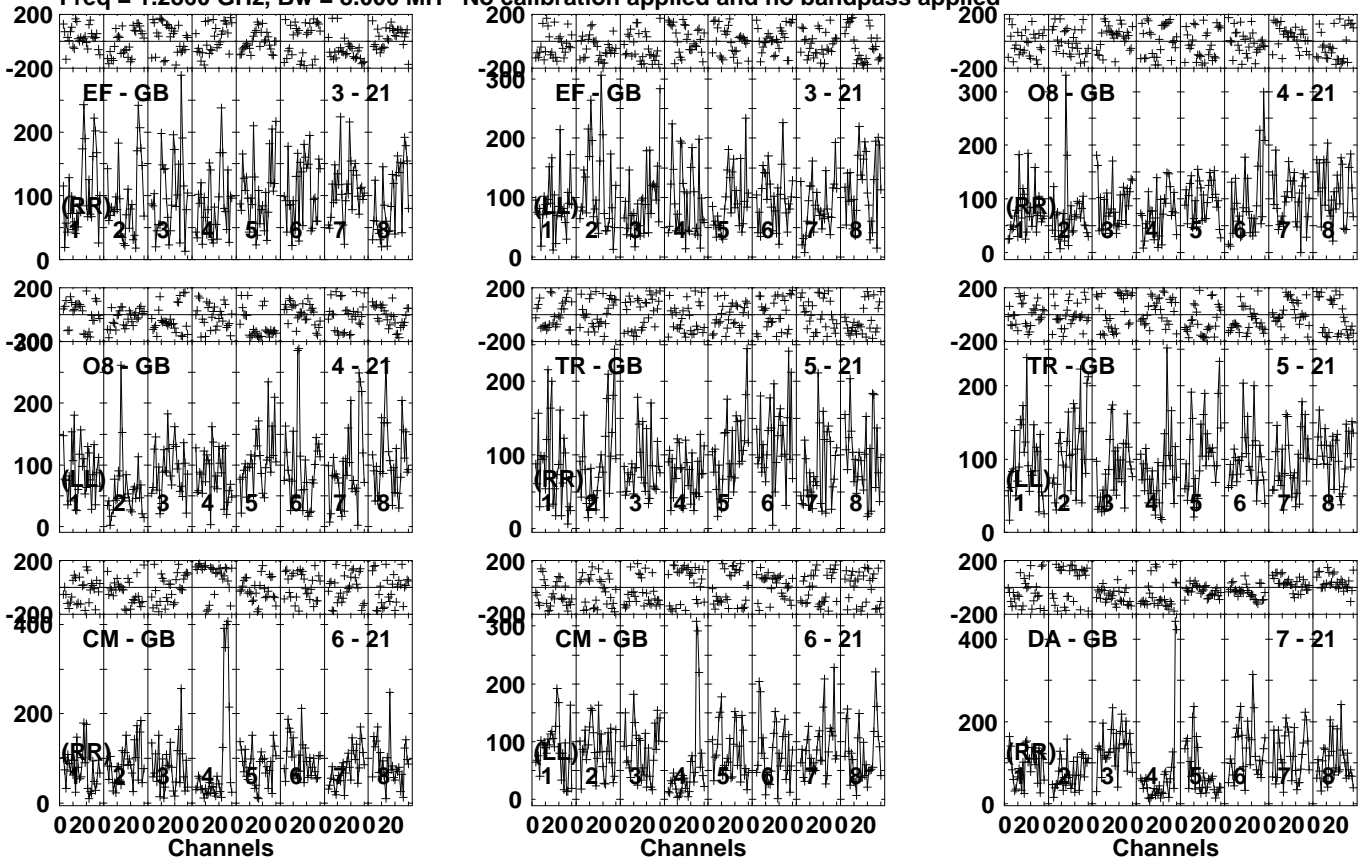 Freq = 1.2860 GHz, Bw = 8.000 MH No calibration applied and no bandpass applied
200 200 200
-200 -200 -200
300
EF - GB 3 - 21 EF - GB 3 - 21 O8 - GB 4 - 21
300
200 200 200
100 100 100
(RR) (LL) (RR)
1 2 3 4 5 6 7 8 1 2 3 4 5 6 7 8 1 2 3 4 5 6 7 8
0 0 0
200 200 200
-200 -200 -200
300
O8 - GB 4 - 21 TR - GB 5 - 21 TR - GB 5 - 21
200 200 200
100 100 100
(LL) (RR) (LL)
1 2 3 4 5 6 7 8 1 2 3 4 5 6 7 8 1 2 3 4 5 6 7 8
0 0 0
200 200 200
-200 -200 -200
400 300
CM - GB 6 - 21 CM - GB 6 - 21 DA - GB 7 - 21
400
200 200 200
100
(RR) (LL) (RR)
1 2 3 4 5 6 7 8 1 2 3 4 5 6 7 8 1 2 3 4 5 6 7 8
0 0 0
0 20 0 20 0 20 0 20 0 20 0 20 0 20 0 20 0 20 0 20 0 20 0 20 0 20 0 20 0 20 0 20 0 20 0 20 0 20 0 20 0 20 0 20 0 20 0 20
Channels Channels Channels